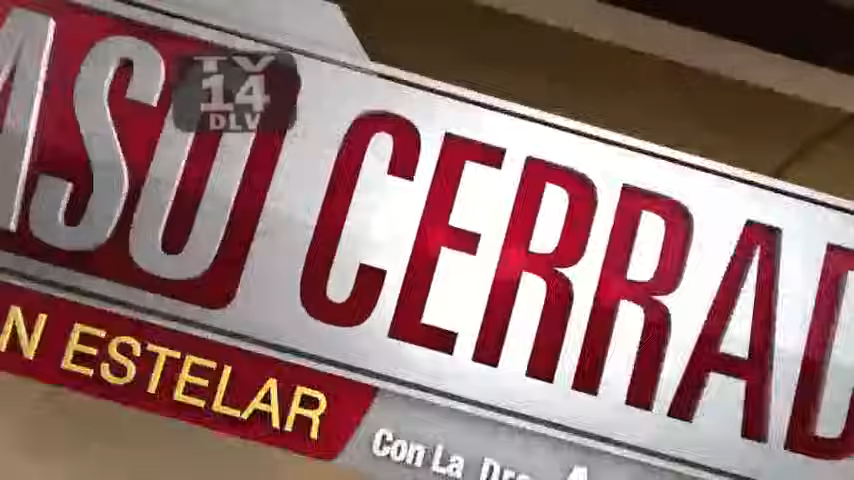 TV
14
DLV
ASO CERRAD
N ESTELAR
Con La